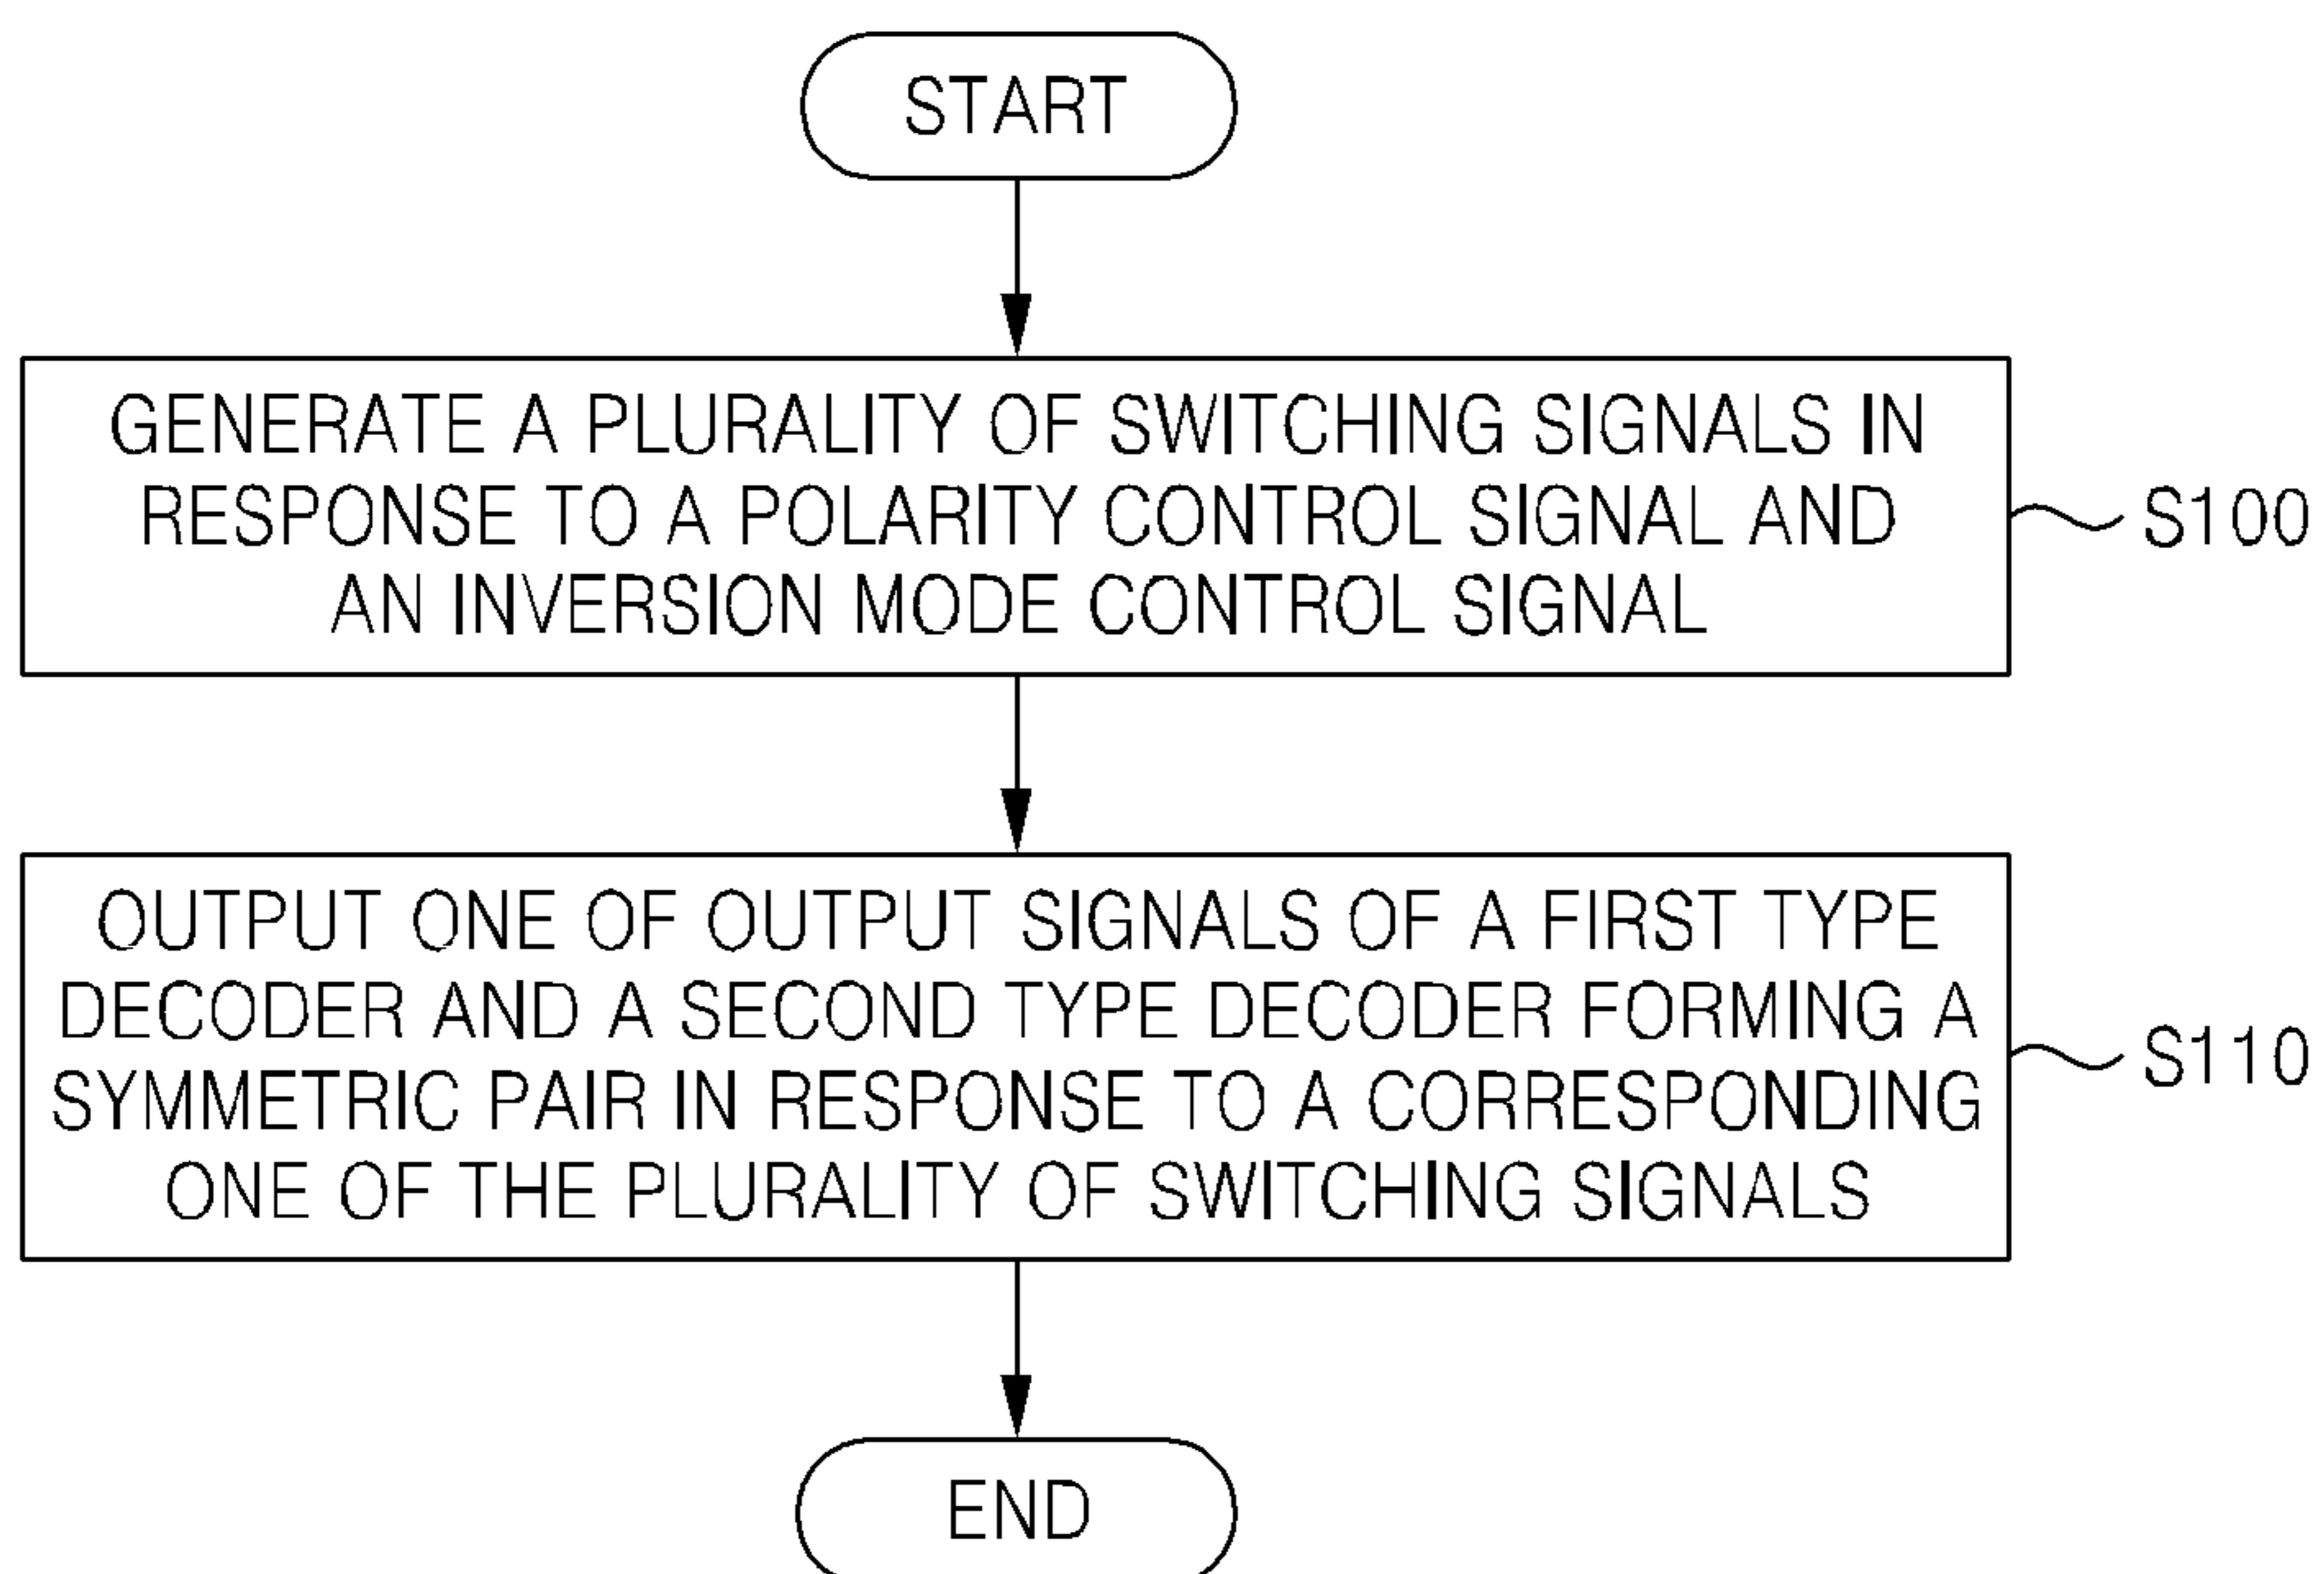 START
GENERATE A PLURALITY OF SWITCHING SIGNALS IN
RESPONSE TO A POLARITY CONTROL SIGNAL AND
AN INVERSION MODE CONTROL SIGNAL
S100
OUTPUT ONE OF OUTPUT SIGNALS OF A FIRST TYPE
DECODER AND A SECOND TYPE DECODER FORMING A
SYMMETRIC PAIR IN RESPONSE TO A CORRESPONDING
ONE OF THE PLURALITY OF SWITCHING SIGNALS
S110
END